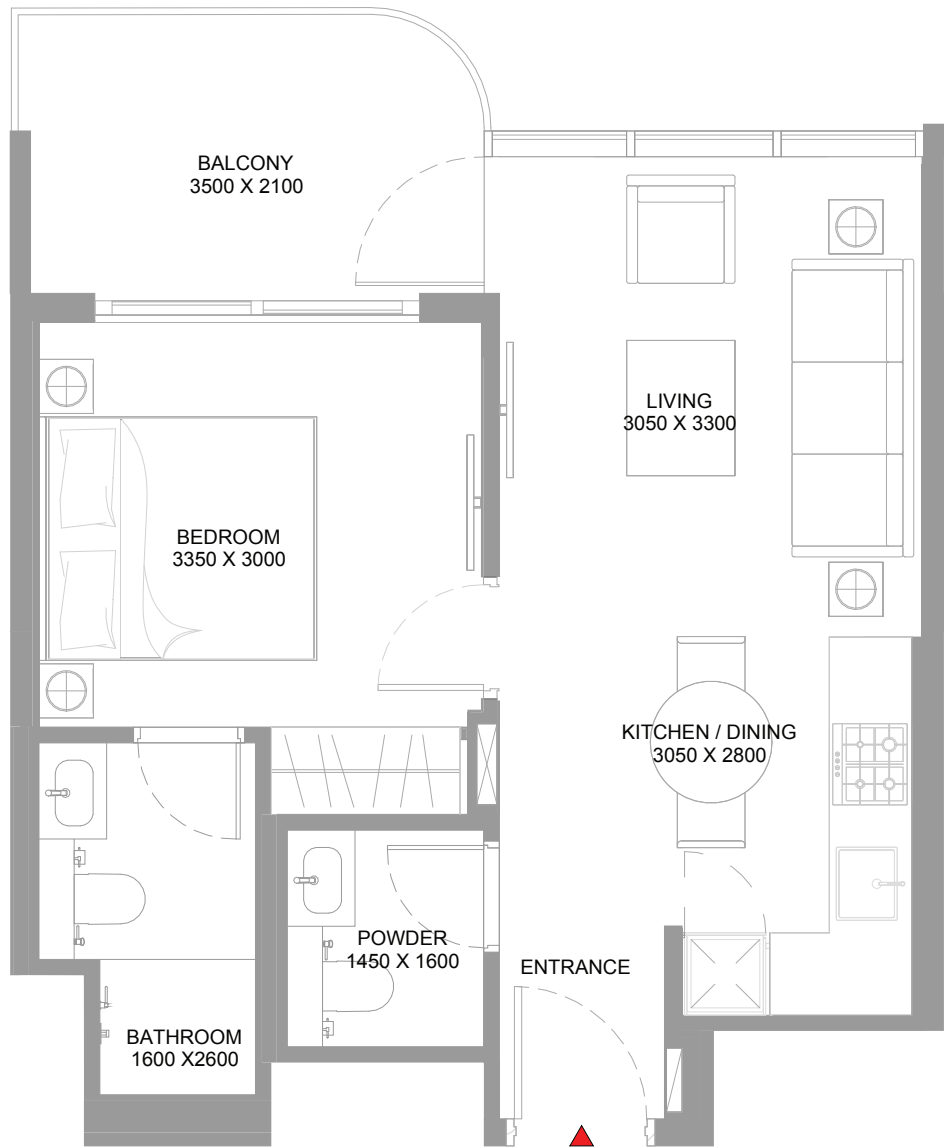 BALCONY
3500 X 2100
LIVING
3050 X 3300
BEDROOM
3350 X 3000
KITCHEN / DINING
3050 X 2800
POWDER
1450 X 1600
ENTRANCE
BATHROOM
1600 X2600